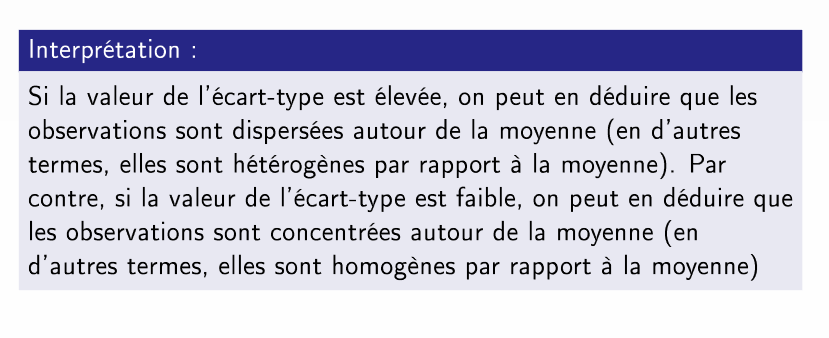 Interprétation :
Si la valeur de l'écart-type est élevée, on peut en déduire que les
observations sont dispersées autour de la moyenne (en d'autres
termes, elles sont hétérogènes par rapport à la moyenne). Par
contre, si la valeur de l'écart-type est faible, on peut en déduire que
les observations sont concentrées autour de la moyenne (en
d'autres termes, elles sont homogènes par rapport à la moyenne)